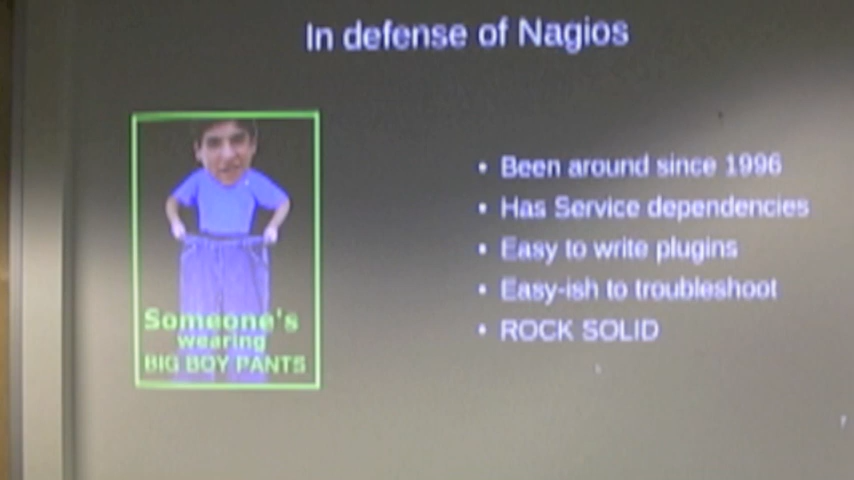 In defense of Nagios
Someone's
wearing
BIG BOY PANTS
• Been around since 1996
• Has Service dependencies
• Easy to write plugins
• Easy-ish to troubleshoot
• ROCK SOLID